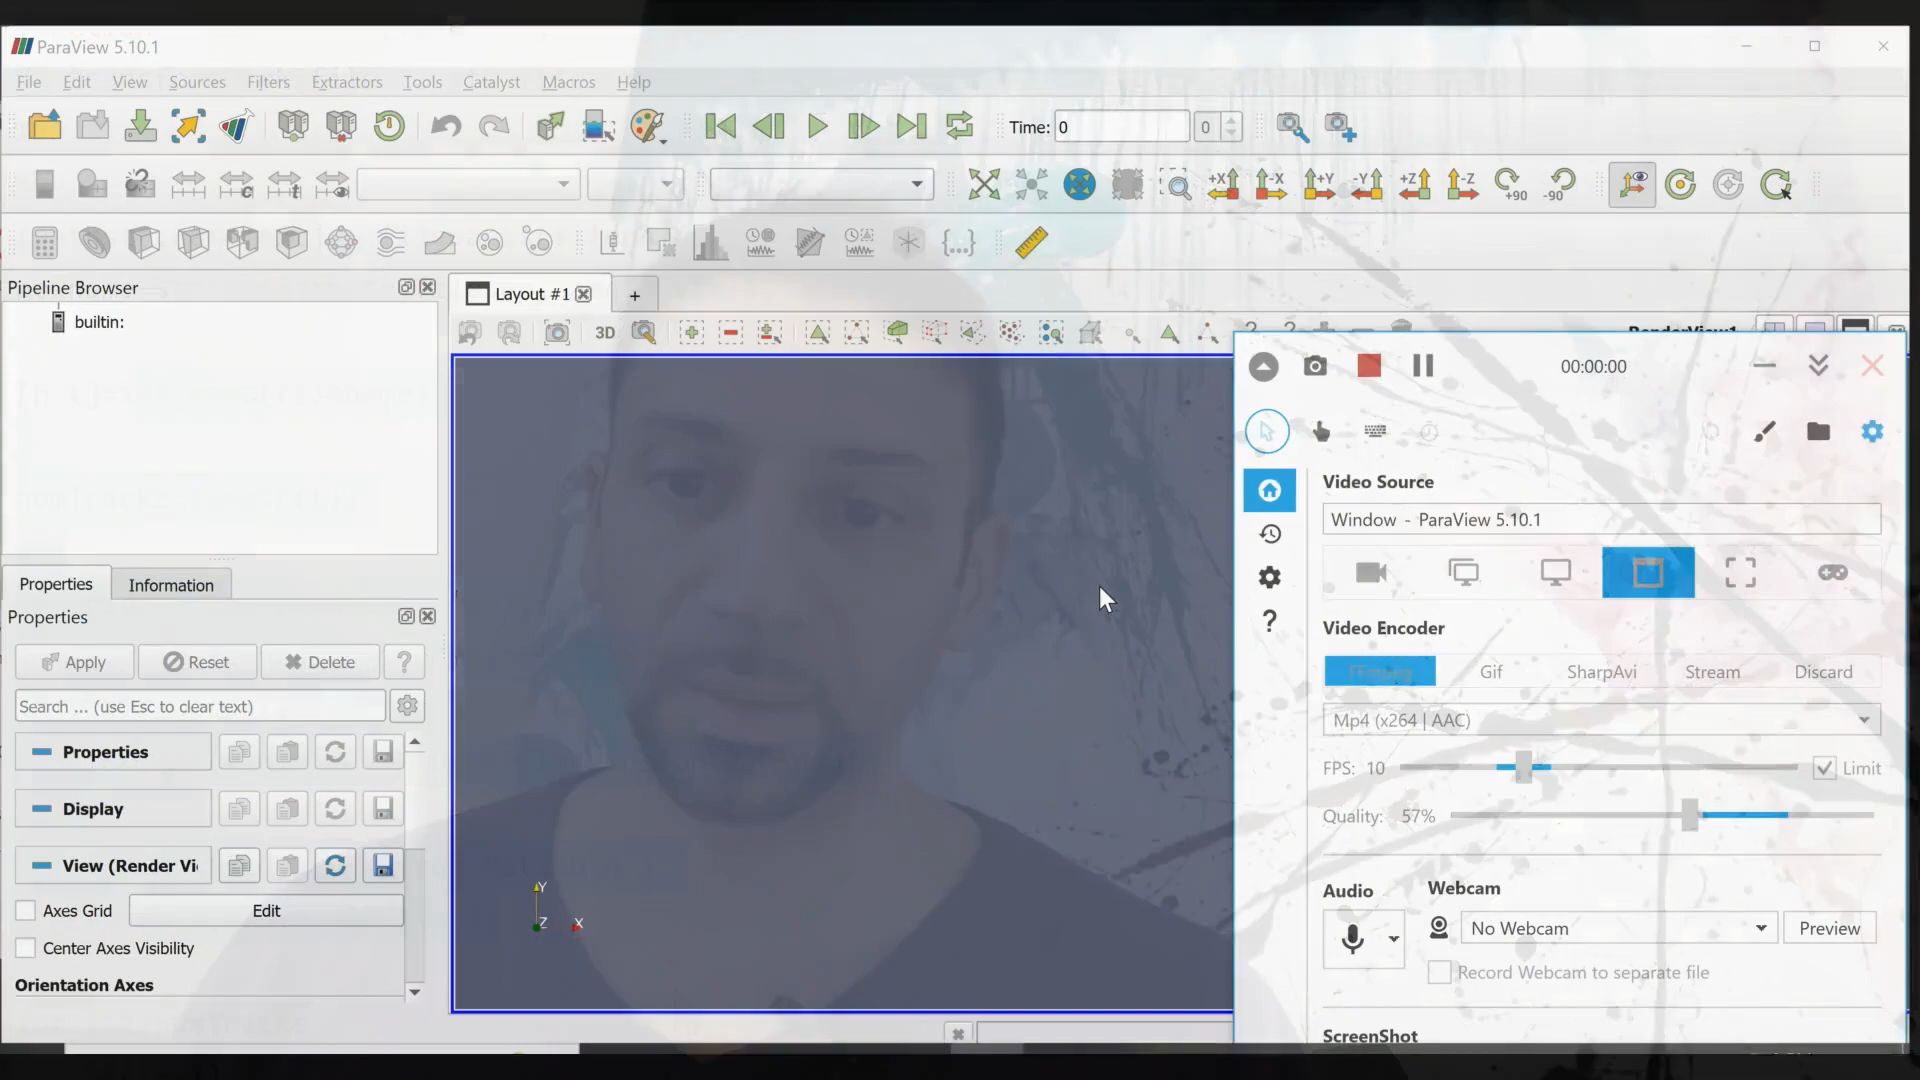 ParaView 5.10.1
File Edit View Sources Filters Extractors Tools Catalyst Macros Help
Time: 0 0
+X -X +Y -Y +Z -Z +90 -90
Pipeline Browser
builtin:
Layout #1
+
3D
RenderView1
Properties Information
Properties
Apply Reset Delete ?
Search ... (use Esc to clear text)
Properties
Display
View (Render Vi
Axes Grid Edit
Center Axes Visibility
Orientation Axes
Y
Z X
00:00:00
Video Source
Window - ParaView 5.10.1
Video Encoder
Gif SharpAvi Stream Discard
Mp4 (x264 | AAC)
FPS: 10 Limit
Quality: 57%
Audio Webcam
No Webcam Preview
Record Webcam to separate file
ScreenShot